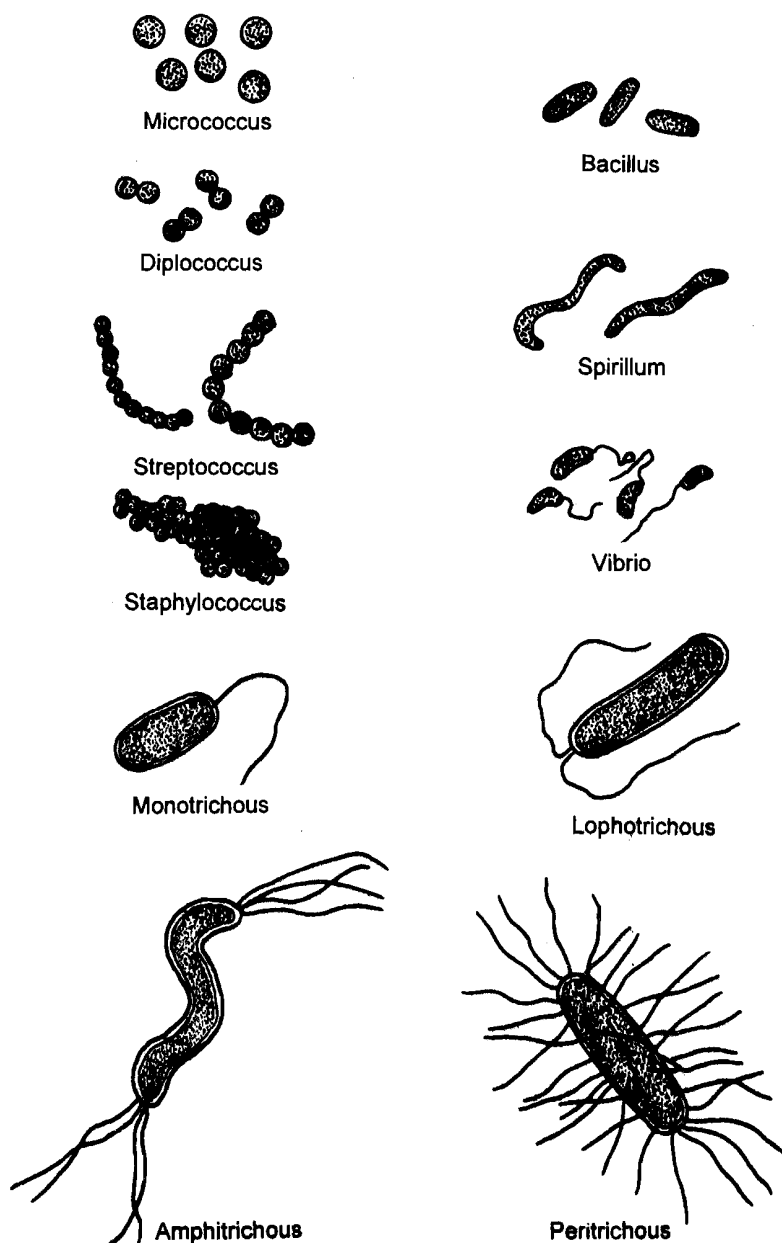 Micrococcus
Bacillus
Diplococcus
Spirillum
Streptococcus
Vibrio
Staphylococcus
Monotrichous
Lophotrichous
Amphitrichous
Peritrichous